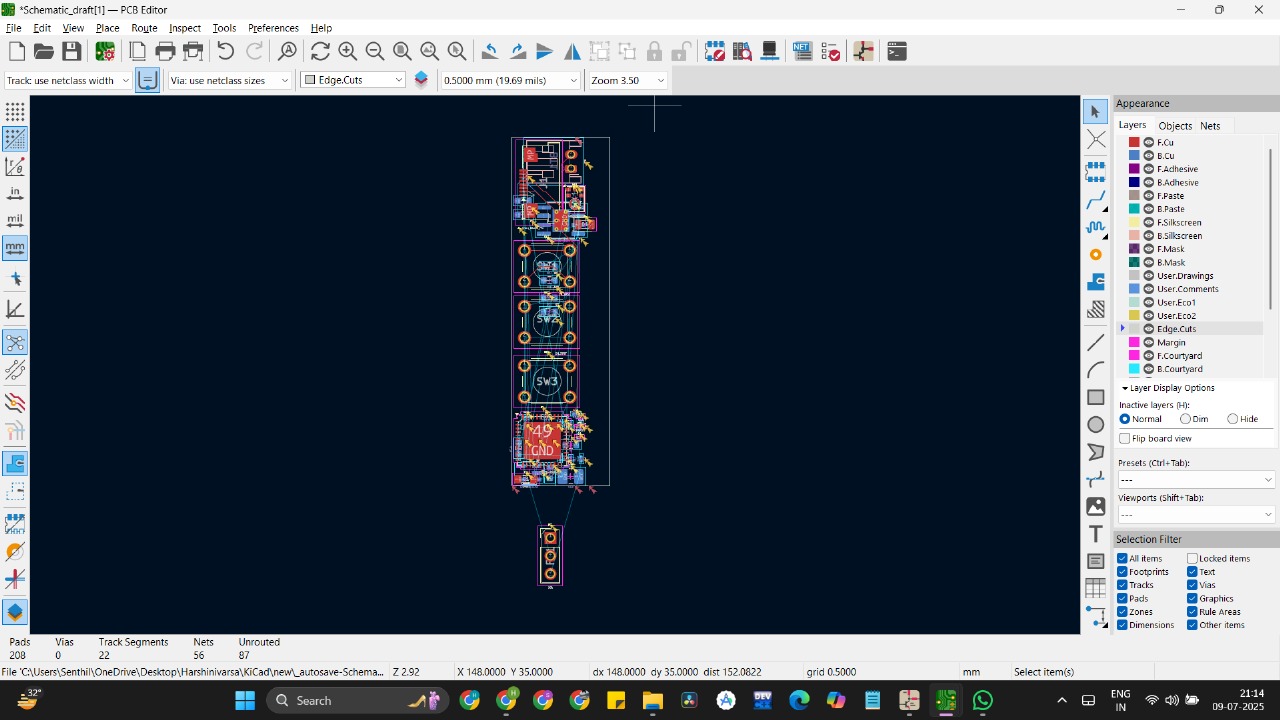 *Schematic_draft[1] — PCB Editor
File Edit View Place Route Inspect Tools Preferences Help
Track: use netclass width
Via: use netclass sizes
Edge.Cuts
0.5000 mm (19.69 mils)
Zoom 3.50
in
mil
mm
NET
SW2
SW3
49
GND
Appearance
Layers Objects Nets
F.Cu
B.Cu
F.Adhesive
B.Adhesive
F.Paste
B.Paste
F.Silkscreen
B.Silkscreen
F.Mask
B.Mask
User.Drawings
User.Comments
User.Eco1
User.Eco2
Edge.Cuts
Margin
F.Courtyard
B.Courtyard
Layer Display Options
Inactive layers (H):
Normal Dim Hide
Flip board view
Presets (Ctrl+Tab):
---
Viewports (Shift+Tab):
---
Selection Filter
All items Locked items
Footprints Text
Tracks Vias
Pads Graphics
Zones Rule Areas
Dimensions Other items
Pads Vias Track Segments Nets Unrouted
208 0 22 56 87
File 'C:\Users\Senthil\OneDrive\Desktop\Harshinivarsa\KiCad\new\_autosave-Schema... Z 2.92 X 148.0000 Y 35.0000 dx 148.0000 dy 35.0000 dist 152.0822 grid 0.5000 mm Select item(s)
32°
Search
DEV
ENG
IN
21:14
09-07-2025